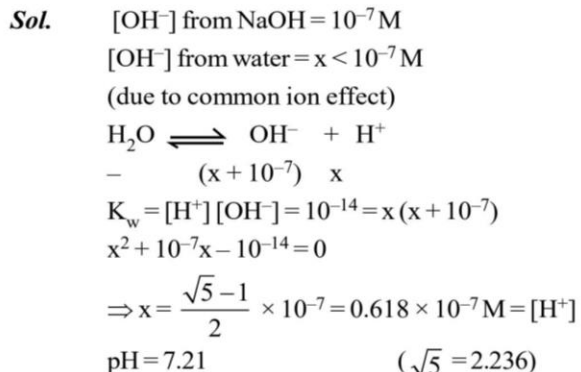 Sol. [OH⁻] from NaOH = 10⁻⁷ M
[OH⁻] from water = x < 10⁻⁷ M
(due to common ion effect)
H₂O ⇌ OH⁻ + H⁺
– (x + 10⁻⁷) x
K_w = [H⁺] [OH⁻] = 10⁻¹⁴ = x (x + 10⁻⁷)
x² + 10⁻⁷x – 10⁻¹⁴ = 0
⇒ x = (√5 – 1)/2 × 10⁻⁷ = 0.618 × 10⁻⁷ M = [H⁺]
pH = 7.21 (√5 = 2.236)